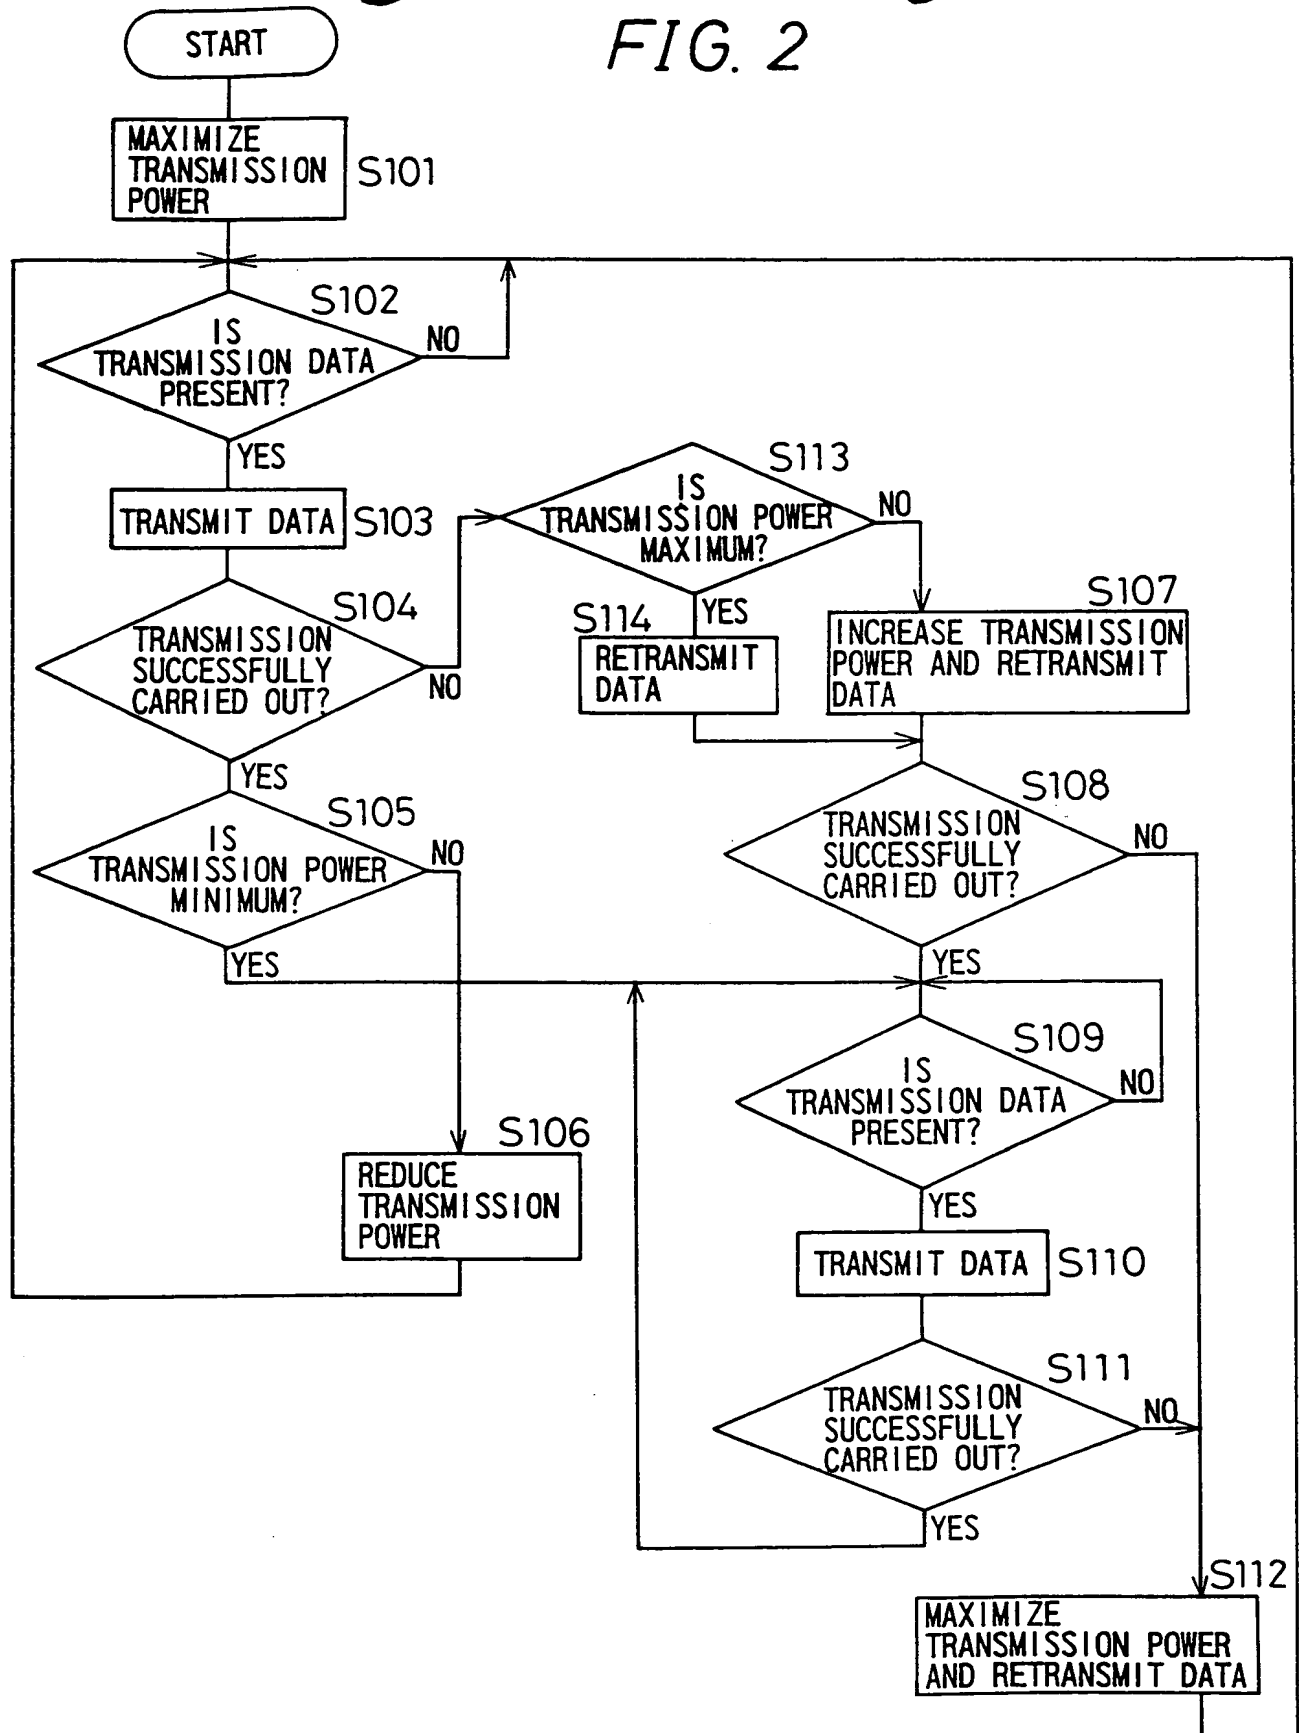 FIG. 2
START
MAXIMIZE
TRANSMISSION
POWER
S101
S102
IS
TRANSMISSION DATA
PRESENT?
NO
YES
TRANSMIT DATA
S103
S104
TRANSMISSION
SUCCESSFULLY
CARRIED OUT?
NO
YES
S105
IS
TRANSMISSION POWER
MINIMUM?
NO
YES
S106
REDUCE
TRANSMISSION
POWER
S113
IS
TRANSMISSION POWER
MAXIMUM?
NO
YES
S114
RETRANSMIT
DATA
S107
INCREASE TRANSMISSION
POWER AND RETRANSMIT
DATA
S108
TRANSMISSION
SUCCESSFULLY
CARRIED OUT?
NO
YES
S109
IS
TRANSMISSION DATA
PRESENT?
NO
YES
TRANSMIT DATA
S110
S111
TRANSMISSION
SUCCESSFULLY
CARRIED OUT?
NO
YES
S112
MAXIMIZE
TRANSMISSION POWER
AND RETRANSMIT DATA